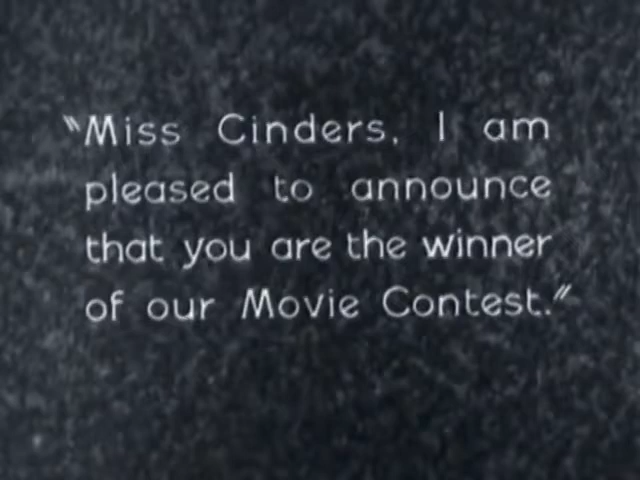 "Miss Cinders, I am
pleased to announce
that you are the winner
of our Movie Contest."